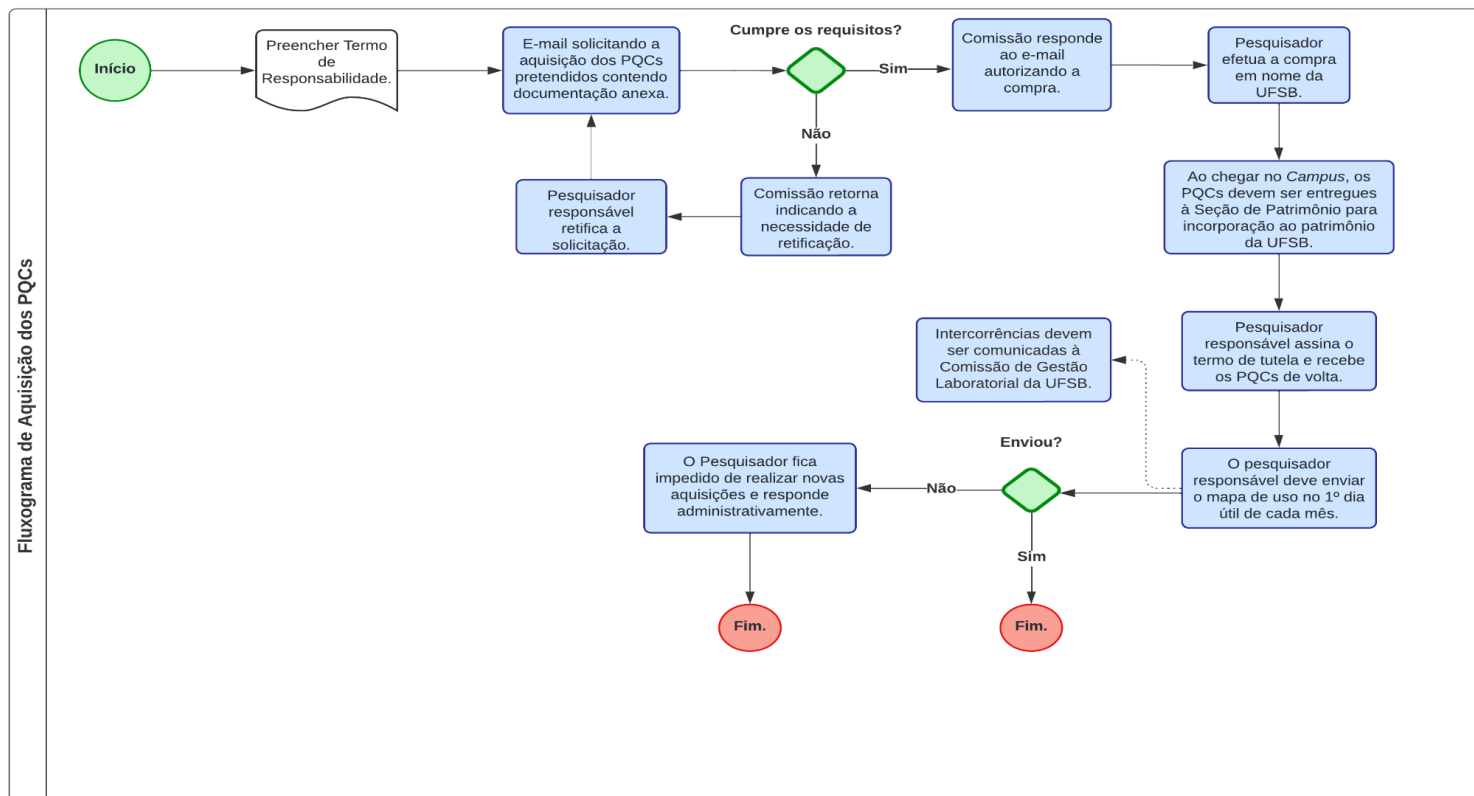 Fluxograma de Aquisição dos PQCs
Início
Preencher Termo
de
Responsabilidade.
E-mail solicitando a
aquisição dos PQCs
pretendidos contendo
documentação anexa.
Cumpre os requisitos?
Sim
Não
Comissão responde
ao e-mail
autorizando a
compra.
Pesquisador
efetua a compra
em nome da
UFSB.
Pesquisador
responsável
retifica a
solicitação.
Comissão retorna
indicando a
necessidade de
retificação.
Ao chegar no Campus, os
PQCs devem ser entregues
à Seção de Patrimônio para
incorporação ao patrimônio
da UFSB.
Pesquisador
responsável assina o
termo de tutela e recebe
os PQCs de volta.
Intercorrências devem
ser comunicadas à
Comissão de Gestão
Laboratorial da UFSB.
O pesquisador
responsável deve enviar
o mapa de uso no 1º dia
útil de cada mês.
Enviou?
Não
Sim
O Pesquisador fica
impedido de realizar novas
aquisições e responde
administrativamente.
Fim.
Fim.